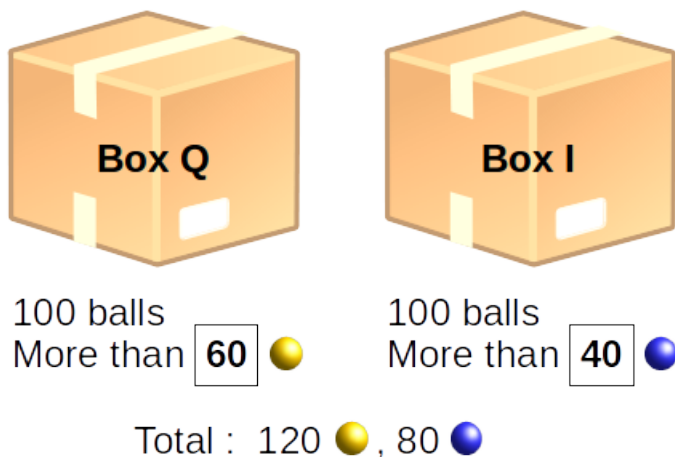 Box Q
Box I
100 balls
More than 60
100 balls
More than 40
Total : 120 , 80